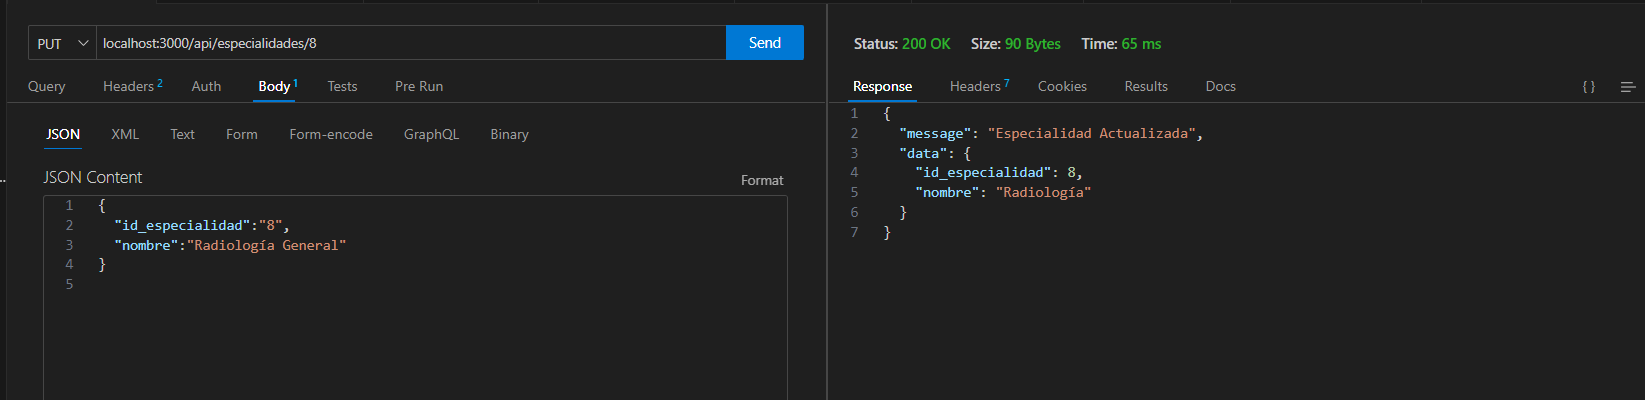 PUT localhost:3000/api/especialidades/8 Send
Query Headers 2 Auth Body 1 Tests Pre Run
JSON XML Text Form Form-encode GraphQL Binary
JSON Content
Format
1 {
2 "id_especialidad":"8",
3 "nombre":"Radiología General"
4 }
5
Status: 200 OK Size: 90 Bytes Time: 65 ms
Response Headers 7 Cookies Results Docs { }
1 {
2 "message": "Especialidad Actualizada",
3 "data": {
4 "id_especialidad": 8,
5 "nombre": "Radiología"
6 }
7 }